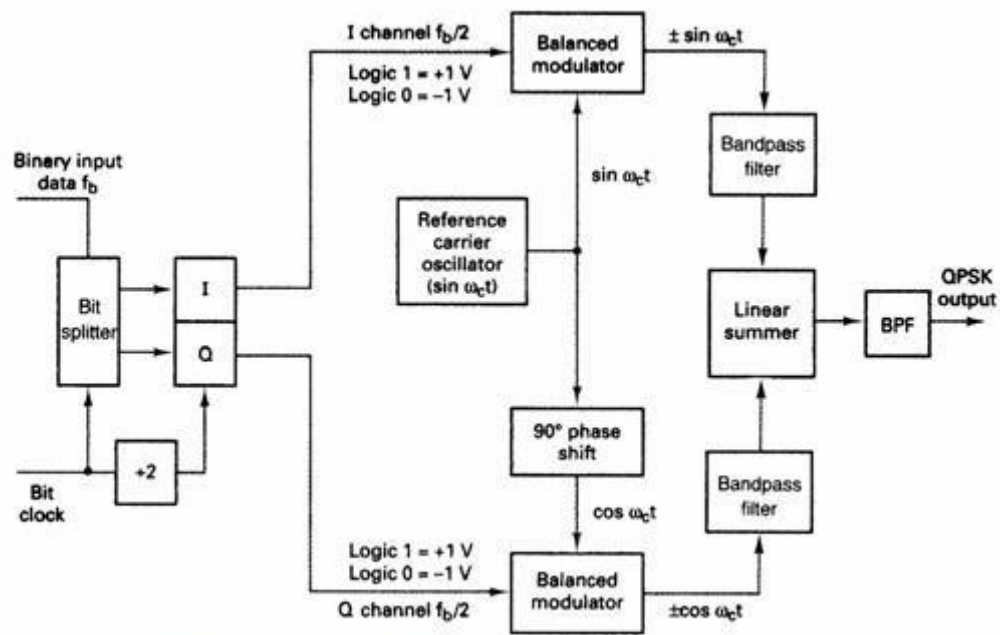 I channel f_b/2
Logic 1 = +1 V
Logic 0 = −1 V
Balanced
modulator
± sin ω_ct
Bandpass
filter
Binary input
data f_b
sin ω_ct
Reference
carrier
oscillator
(sin ω_ct)
Bit
splitter
I
Q
Linear
summer
BPF
QPSK
output
+2
Bit
clock
90° phase
shift
cos ω_ct
Bandpass
filter
Logic 1 = +1 V
Logic 0 = −1 V
Q channel f_b/2
Balanced
modulator
±cos ω_ct